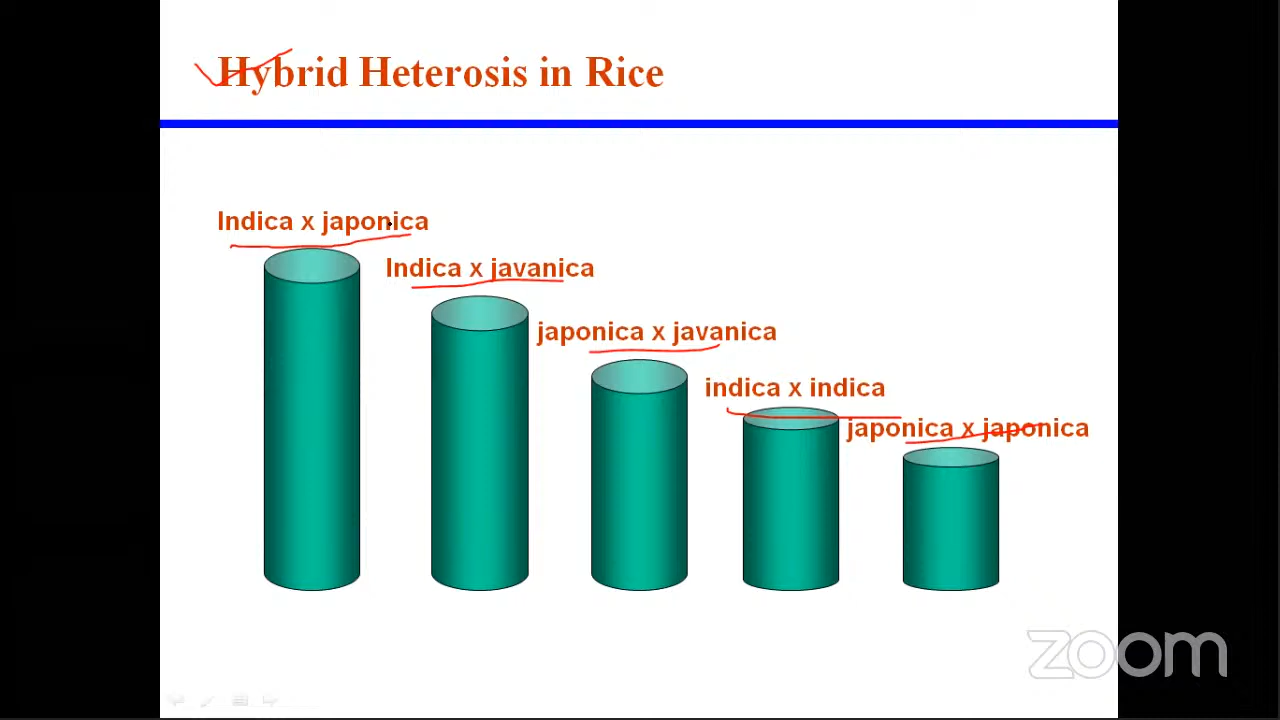 Hybrid Heterosis in Rice
Indica x japonica
Indica x javanica
japonica x javanica
indica x indica
japonica x japonica
zoom